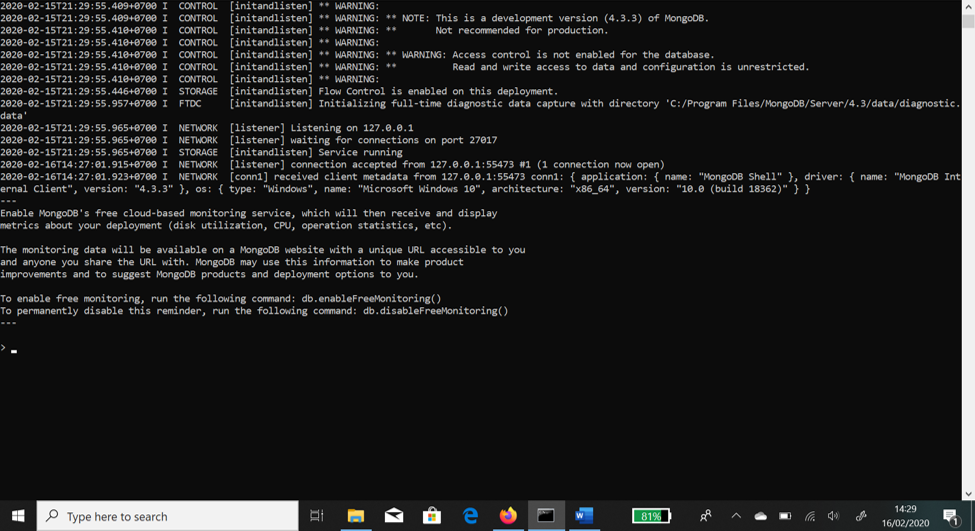 2020-02-15T21:29:55.409+0700 I  CONTROL  [initandlisten] ** WARNING:
2020-02-15T21:29:55.409+0700 I  CONTROL  [initandlisten] ** WARNING: ** NOTE: This is a development version (4.3.3) of MongoDB.
2020-02-15T21:29:55.410+0700 I  CONTROL  [initandlisten] ** WARNING: **       Not recommended for production.
2020-02-15T21:29:55.410+0700 I  CONTROL  [initandlisten] ** WARNING:
2020-02-15T21:29:55.410+0700 I  CONTROL  [initandlisten] ** WARNING: ** WARNING: Access control is not enabled for the database.
2020-02-15T21:29:55.410+0700 I  CONTROL  [initandlisten] ** WARNING: **          Read and write access to data and configuration is unrestricted.
2020-02-15T21:29:55.410+0700 I  CONTROL  [initandlisten] ** WARNING:
2020-02-15T21:29:55.446+0700 I  STORAGE  [initandlisten] Flow Control is enabled on this deployment.
2020-02-15T21:29:55.957+0700 I  FTDC     [initandlisten] Initializing full-time diagnostic data capture with directory 'C:/Program Files/MongoDB/Server/4.3/data/diagnostic.
data'
2020-02-15T21:29:55.965+0700 I  NETWORK  [listener] Listening on 127.0.0.1
2020-02-15T21:29:55.965+0700 I  NETWORK  [listener] waiting for connections on port 27017
2020-02-15T21:29:55.965+0700 I  STORAGE  [initandlisten] Service running
2020-02-16T14:27:01.915+0700 I  NETWORK  [listener] connection accepted from 127.0.0.1:55473 #1 (1 connection now open)
2020-02-16T14:27:01.923+0700 I  NETWORK  [conn1] received client metadata from 127.0.0.1:55473 conn1: { application: { name: "MongoDB Shell" }, driver: { name: "MongoDB Int
ernal Client", version: "4.3.3" }, os: { type: "Windows", name: "Microsoft Windows 10", architecture: "x86_64", version: "10.0 (build 18362)" } }
---
Enable MongoDB's free cloud-based monitoring service, which will then receive and display
metrics about your deployment (disk utilization, CPU, operation statistics, etc).
The monitoring data will be available on a MongoDB website with a unique URL accessible to you
and anyone you share the URL with. MongoDB may use this information to make product
improvements and to suggest MongoDB products and deployment options to you.
To enable free monitoring, run the following command: db.enableFreeMonitoring()
To permanently disable this reminder, run the following command: db.disableFreeMonitoring()
---
> _
Type here to search
81%
14:29
16/02/2020
1